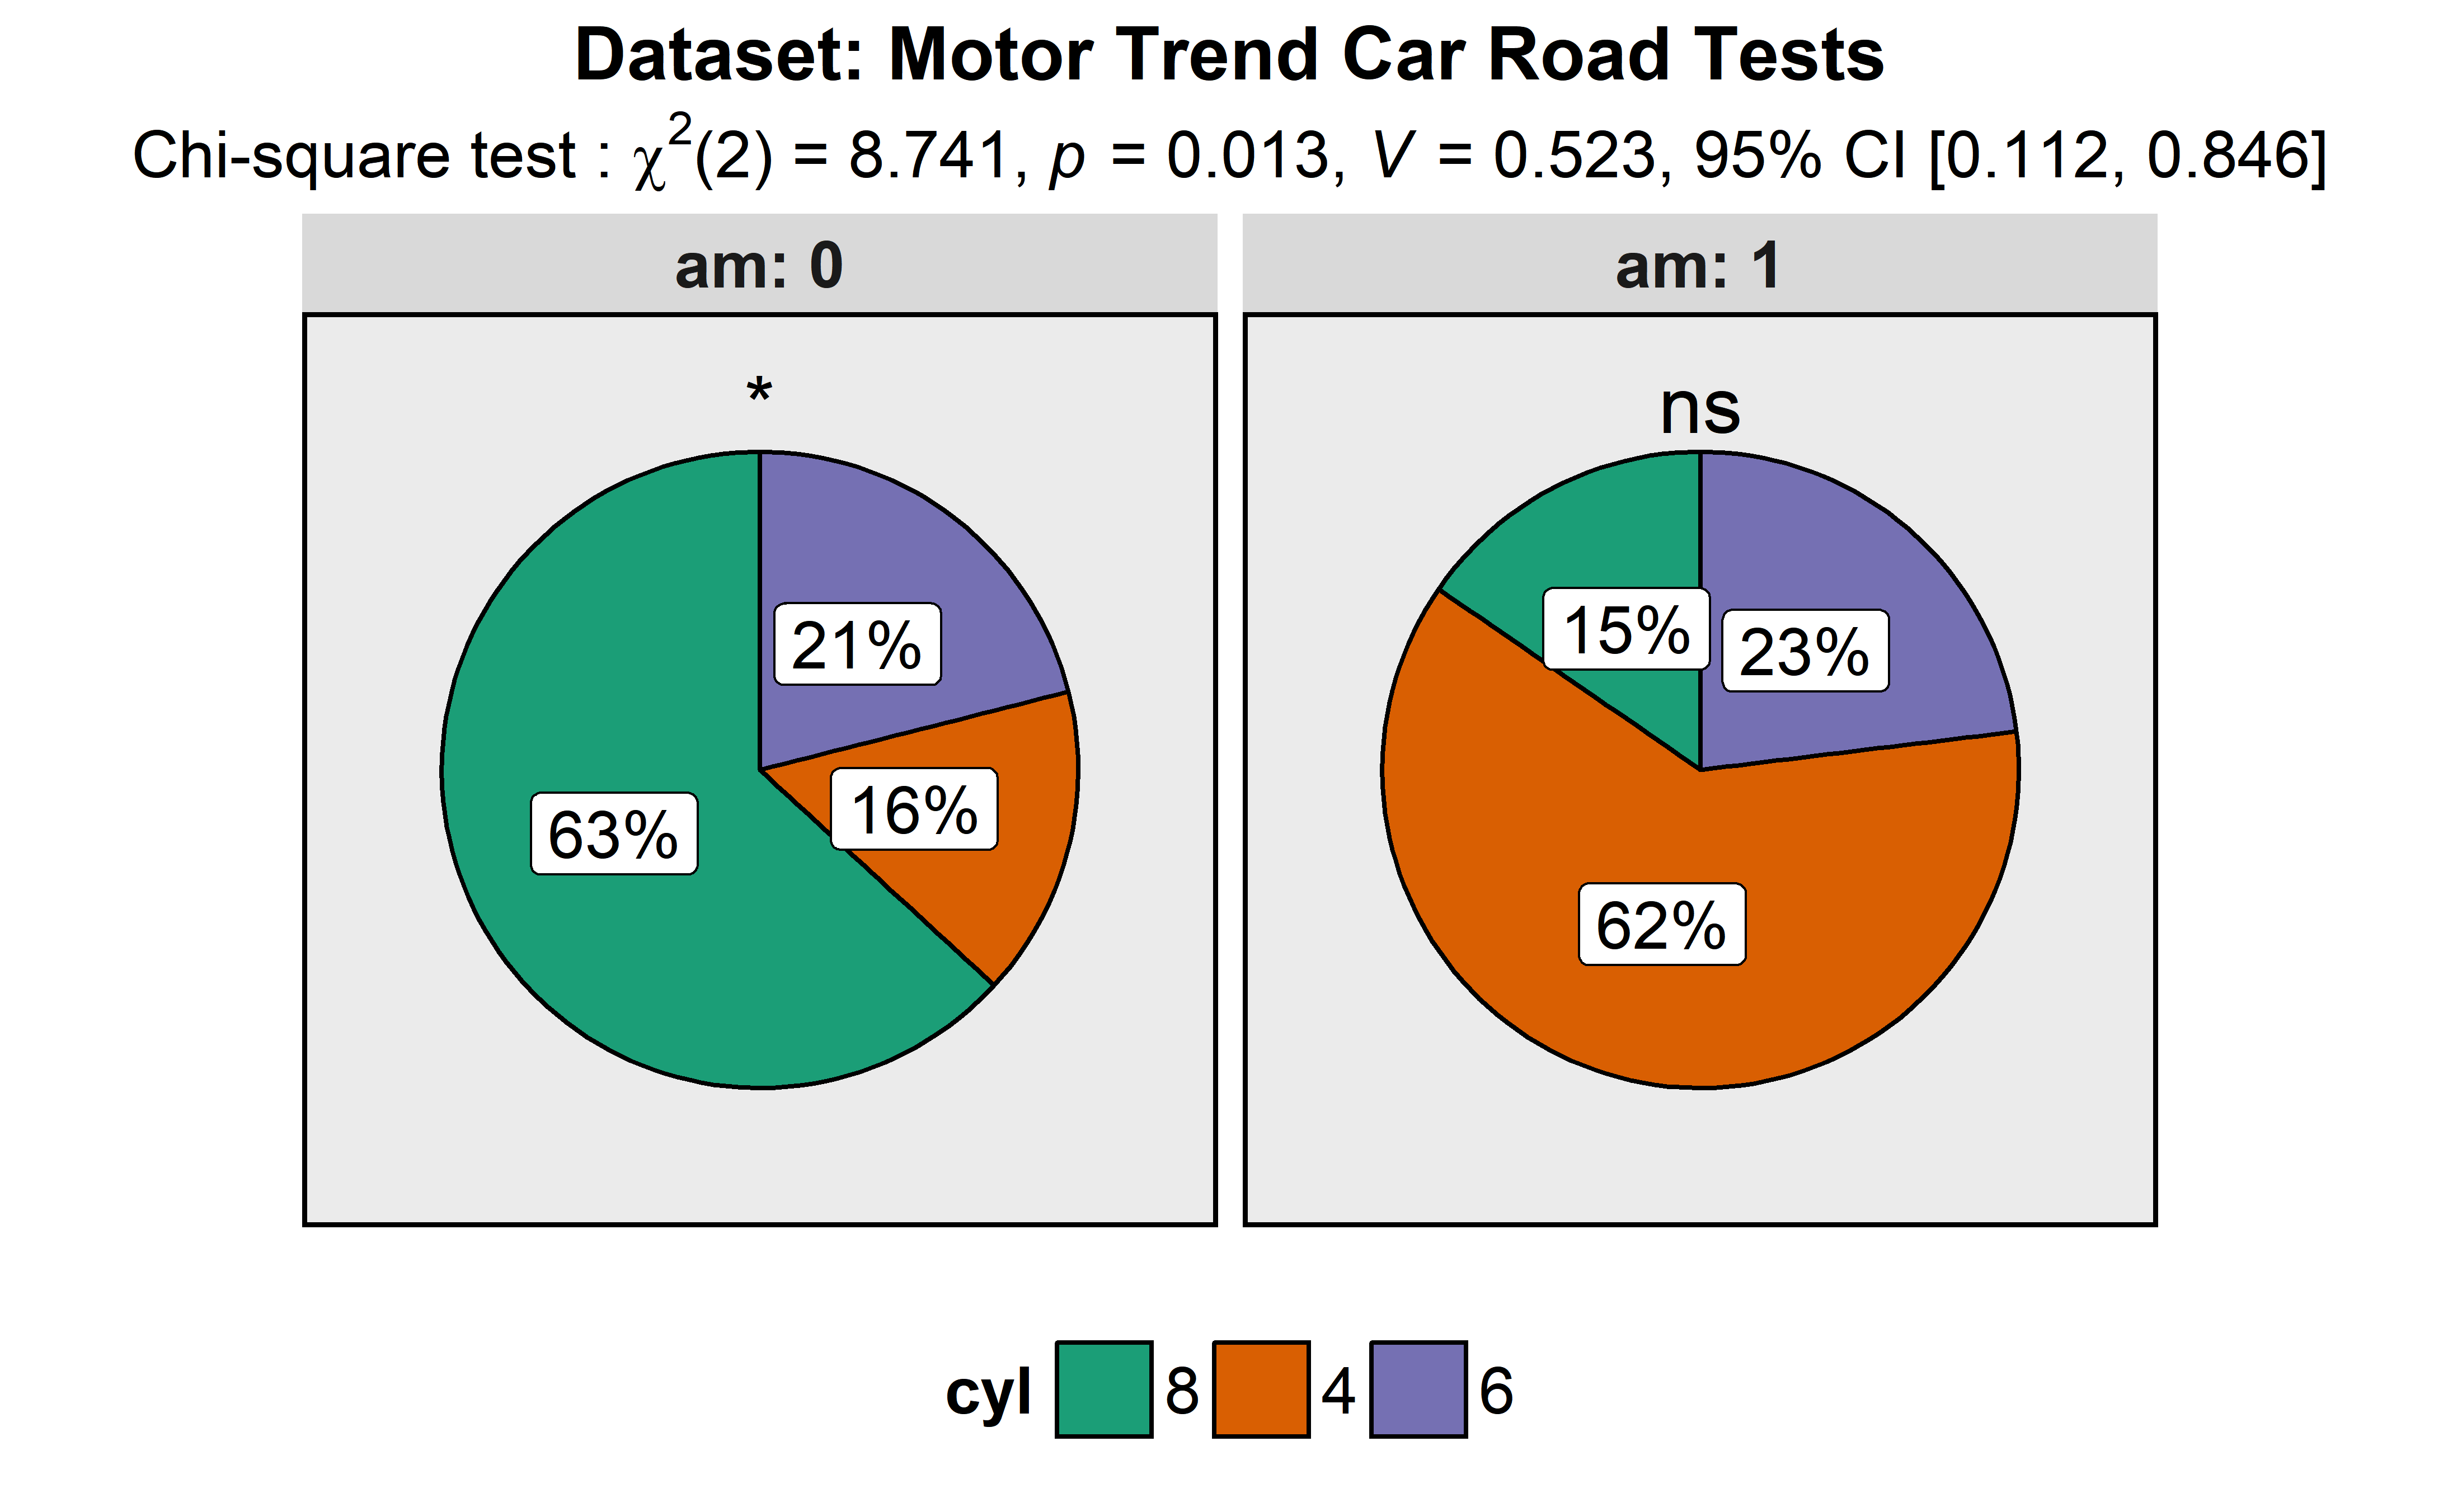 Dataset: Motor Trend Car Road Tests
Chi-square test : χ²(2) = 8.741, p = 0.013, V = 0.523, 95% CI [0.112, 0.846]
am: 0
*
21%
16%
63%
am: 1
ns
15%
23%
62%
cyl 8 4 6